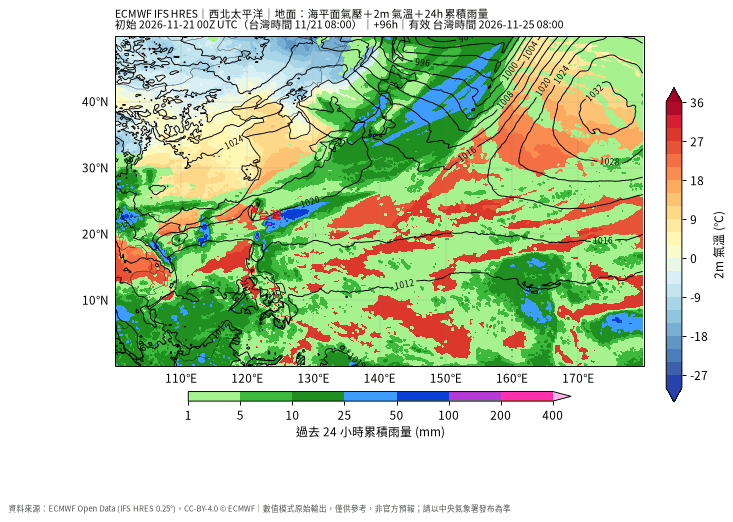 ECMWF IFS HRES｜西北太平洋｜地面：海平面氣壓＋2m 氣溫＋24h 累積雨量
初始 2026-11-21 00Z UTC（台灣時間 11/21 08:00）｜+96h｜有效 台灣時間 2026-11-25 08:00
996
1004
1000
1020
1024
1008
1032
1016
1028
1024
1020
1016
1012
台灣
40°N
30°N
20°N
10°N
110°E
120°E
130°E
140°E
150°E
160°E
170°E
36
27
18
9
0
-9
-18
-27
2m 氣溫 (°C)
1
5
10
25
50
100
200
400
過去 24 小時累積雨量 (mm)
資料來源：ECMWF Open Data (IFS HRES 0.25°)，CC-BY-4.0 © ECMWF｜數值模式原始輸出，僅供參考，非官方預報；請以中央氣象署發布為準